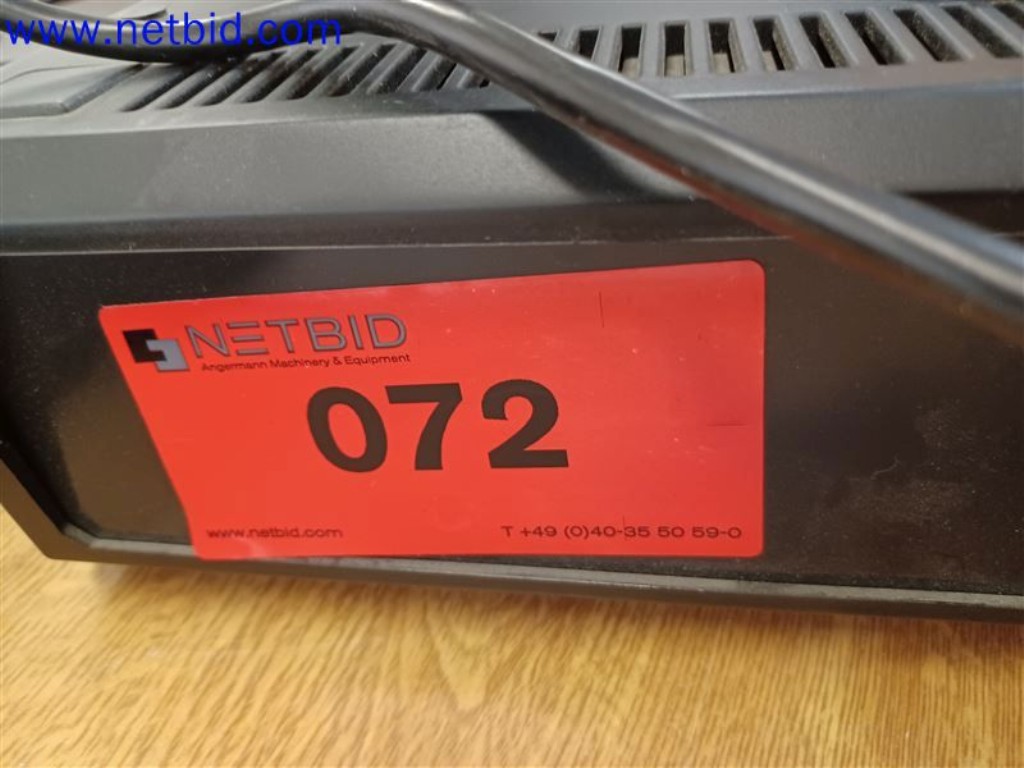 www.netbid.com
NETBID
Angermann Machinery & Equipment
072
www.netbid.com
T +49 (0)40-35 50 59-0